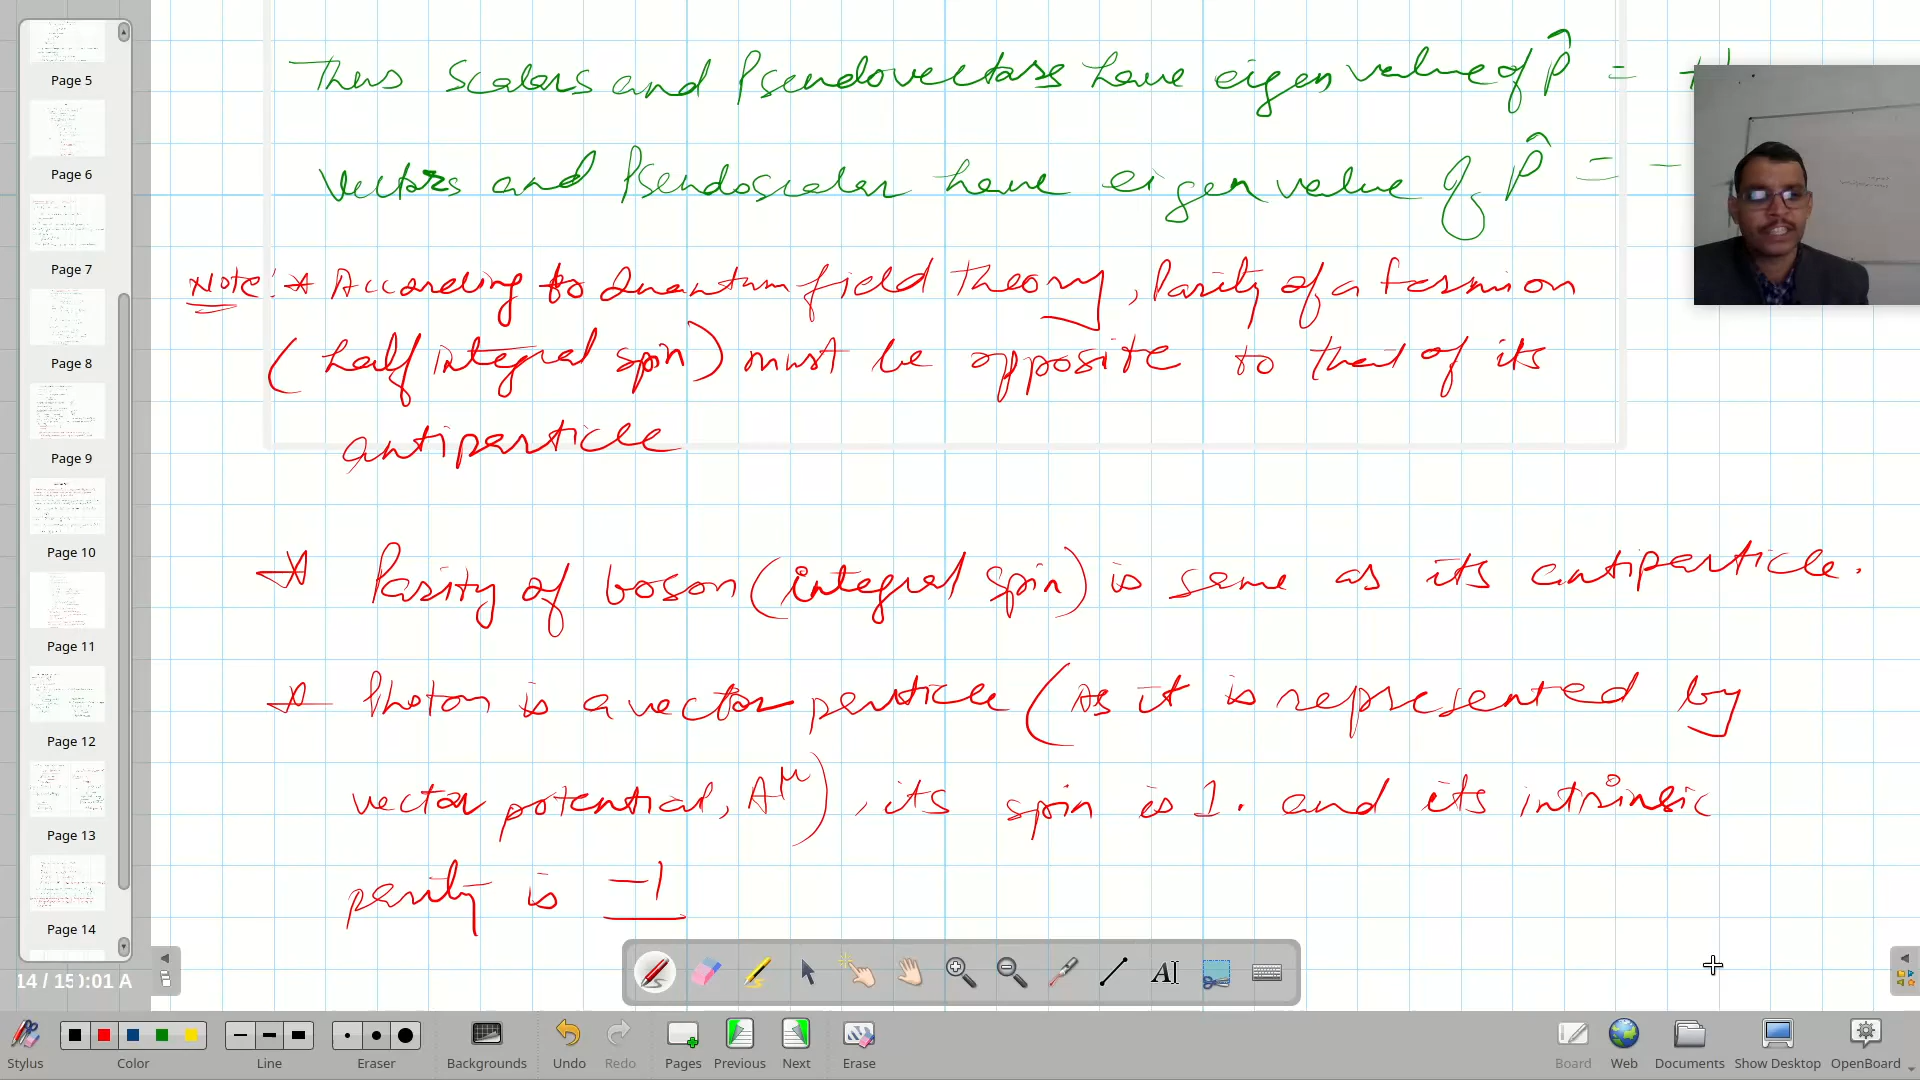 Thus Scalars and Pseudovectors have eigen value of P̂ = +1
Vectors and Pseudoscalar have eigen value of P̂ = -
Note: * According to Quantum field Theory, Parity of a fermion
(half integral spin) must be opposite to that of its
antiparticle
* Parity of boson (integral spin) is same as its antiparticle.
* Photon is a vector particle (As it is represented by
vector potential, A^μ), its spin is 1. and its intrinsic
parity is -1
Page 5
Page 6
Page 7
Page 8
Page 9
Page 10
Page 11
Page 12
Page 13
Page 14
14 / 15
0:01 A
Stylus
Color
Line
Eraser
Backgrounds
Undo
Redo
Pages
Previous
Next
Erase
Board
Web
Documents
Show Desktop
OpenBoard